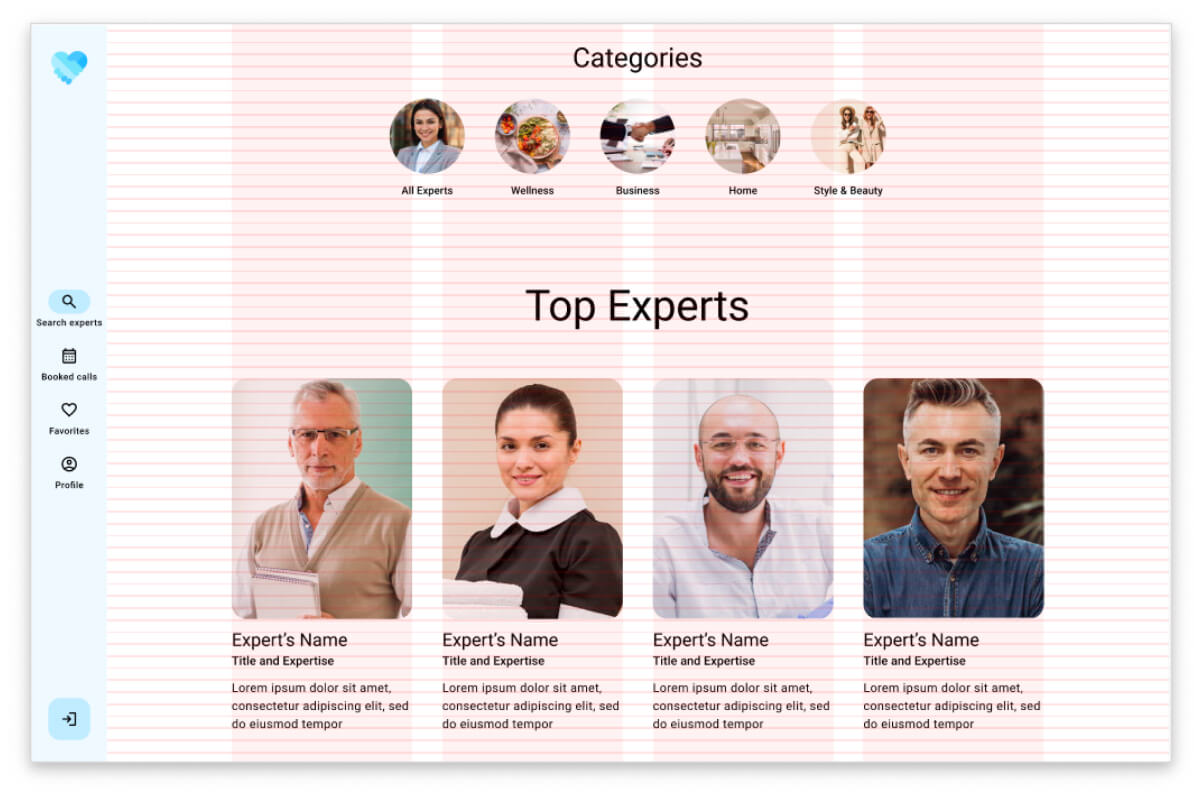 Categories
All Experts
Wellness
Business
Home
Style & Beauty
Search experts
Booked calls
Favorites
Profile
Top Experts
Expert’s Name
Title and Expertise
Lorem ipsum dolor sit amet,
consectetur adipiscing elit, sed
do eiusmod tempor
Expert’s Name
Title and Expertise
Lorem ipsum dolor sit amet,
consectetur adipiscing elit, sed
do eiusmod tempor
Expert’s Name
Title and Expertise
Lorem ipsum dolor sit amet,
consectetur adipiscing elit, sed
do eiusmod tempor
Expert’s Name
Title and Expertise
Lorem ipsum dolor sit amet,
consectetur adipiscing elit, sed
do eiusmod tempor